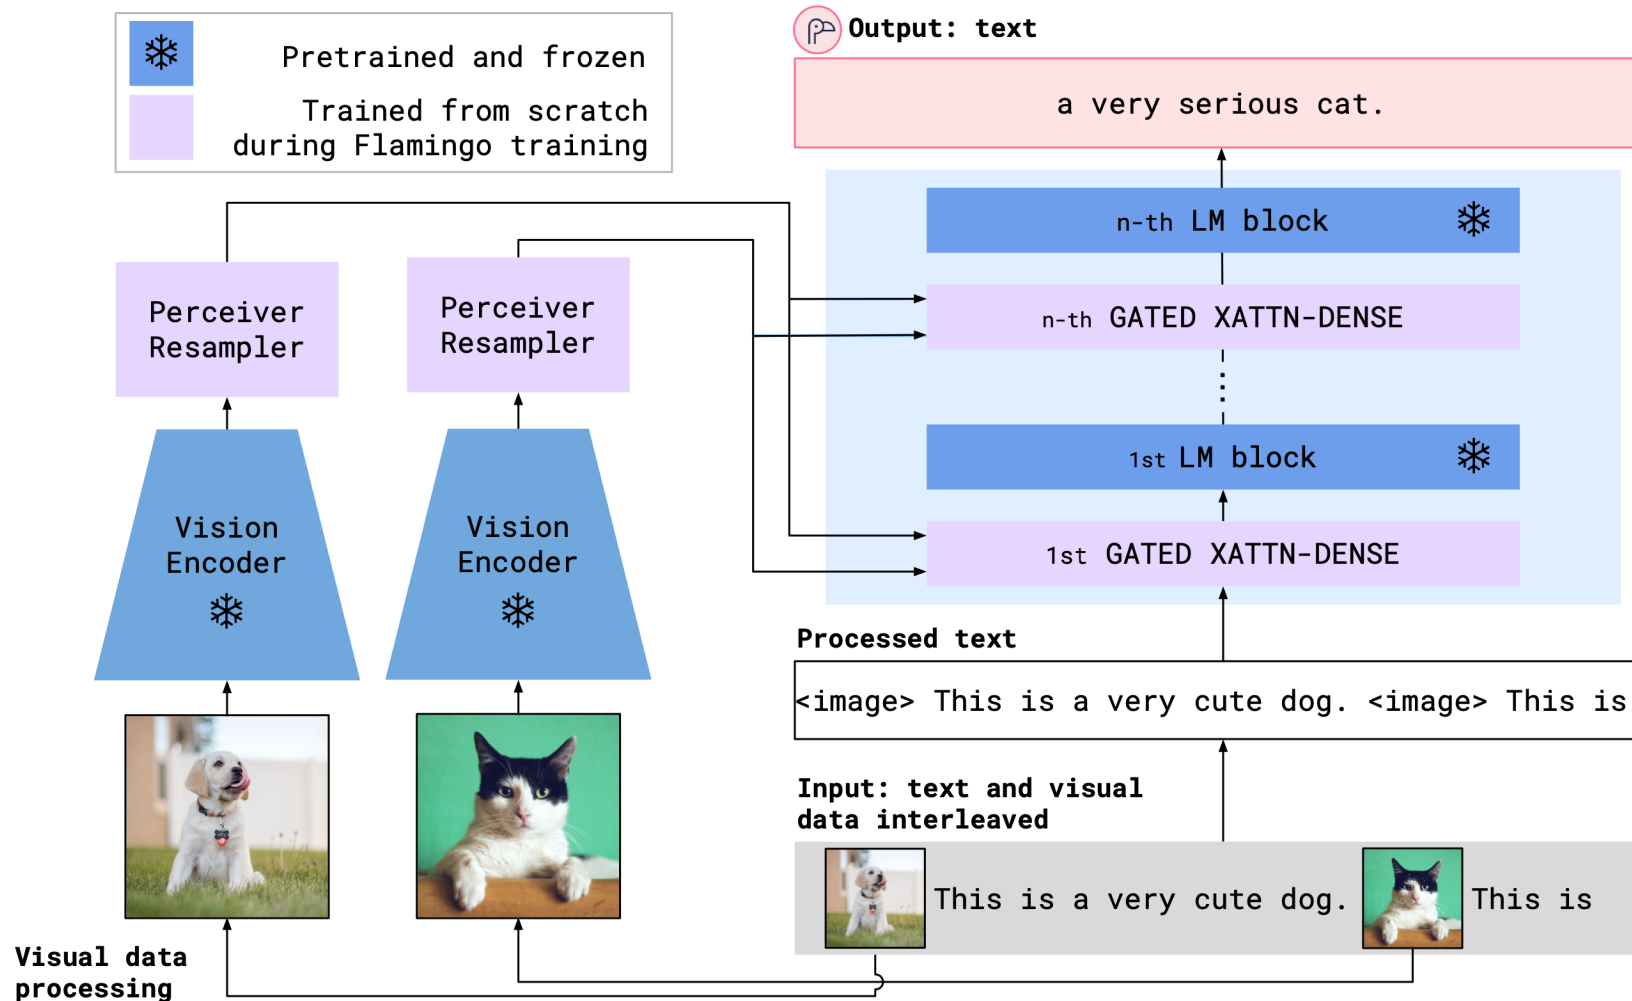 Pretrained and frozen
Trained from scratch
during Flamingo training
Output: text
a very serious cat.
n-th LM block
n-th GATED XATTN-DENSE
1st LM block
1st GATED XATTN-DENSE
Perceiver
Resampler
Perceiver
Resampler
Vision
Encoder
Vision
Encoder
Processed text
<image> This is a very cute dog. <image> This is
Input: text and visual
data interleaved
This is a very cute dog.
This is
Visual data
processing